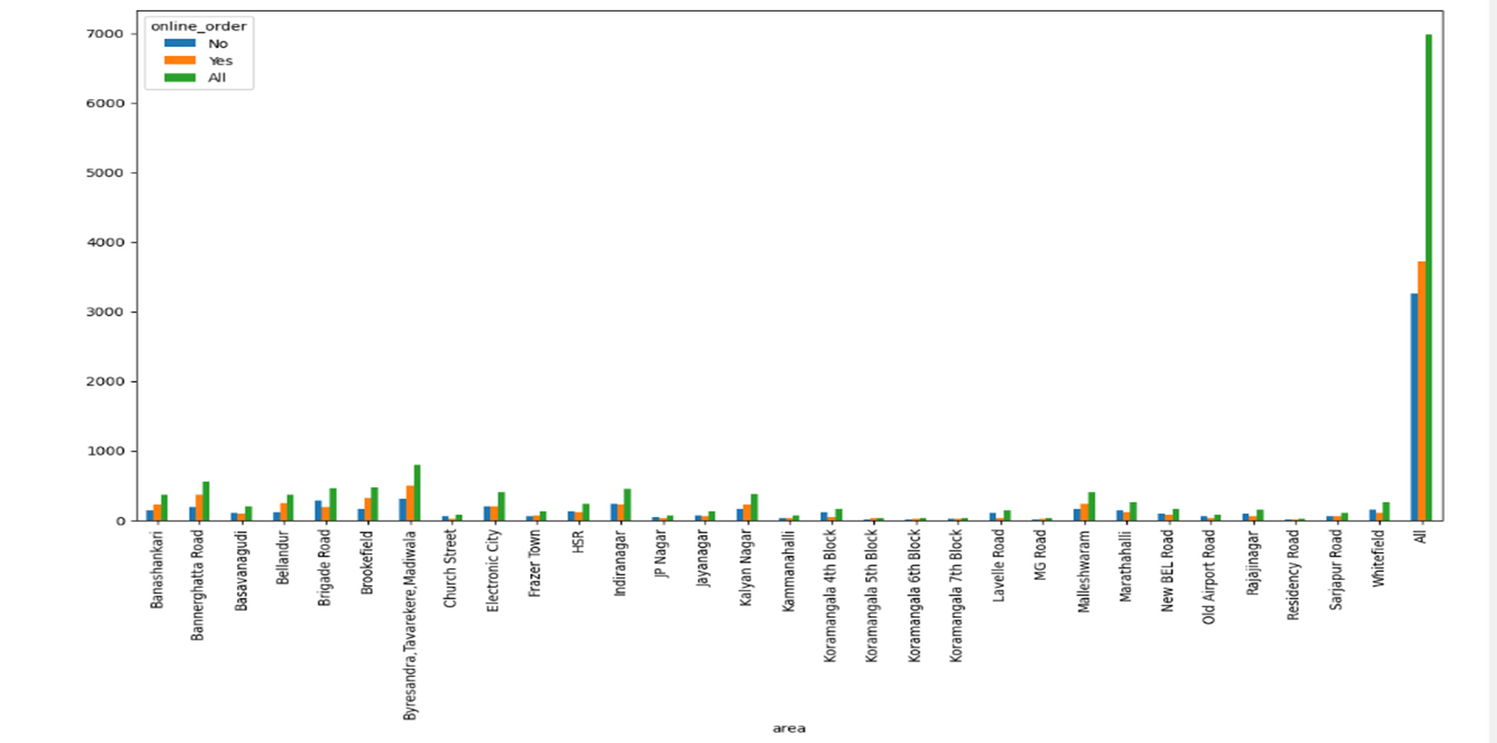 online_order
No
Yes
All
7000
6000
5000
4000
3000
2000
1000
0
Banashankari
Bannerghatta Road
Basavanagudi
Bellandur
Brigade Road
Brookefield
Byresandra,Tavarekere,Madiwala
Church Street
Electronic City
Frazer Town
HSR
Indiranagar
JP Nagar
Jayanagar
Kalyan Nagar
Kammanahalli
Koramangala 4th Block
Koramangala 5th Block
Koramangala 6th Block
Koramangala 7th Block
Lavelle Road
MG Road
Malleshwaram
Marathahalli
New BEL Road
Old Airport Road
Rajajinagar
Residency Road
Sarjapur Road
Whitefield
All
area